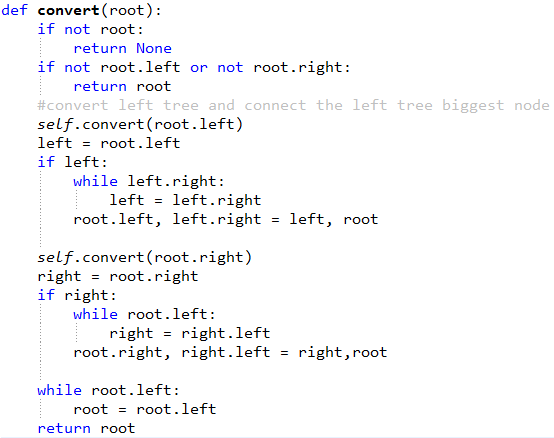 def convert(root):
    if not root:
        return None
    if not root.left or not root.right:
        return root
    #convert left tree and connect the left tree biggest node
    self.convert(root.left)
    left = root.left
    if left:
        while left.right:
            left = left.right
        root.left, left.right = left, root

    self.convert(root.right)
    right = root.right
    if right:
        while root.left:
            right = right.left
        root.right, right.left = right,root

    while root.left:
        root = root.left
    return root